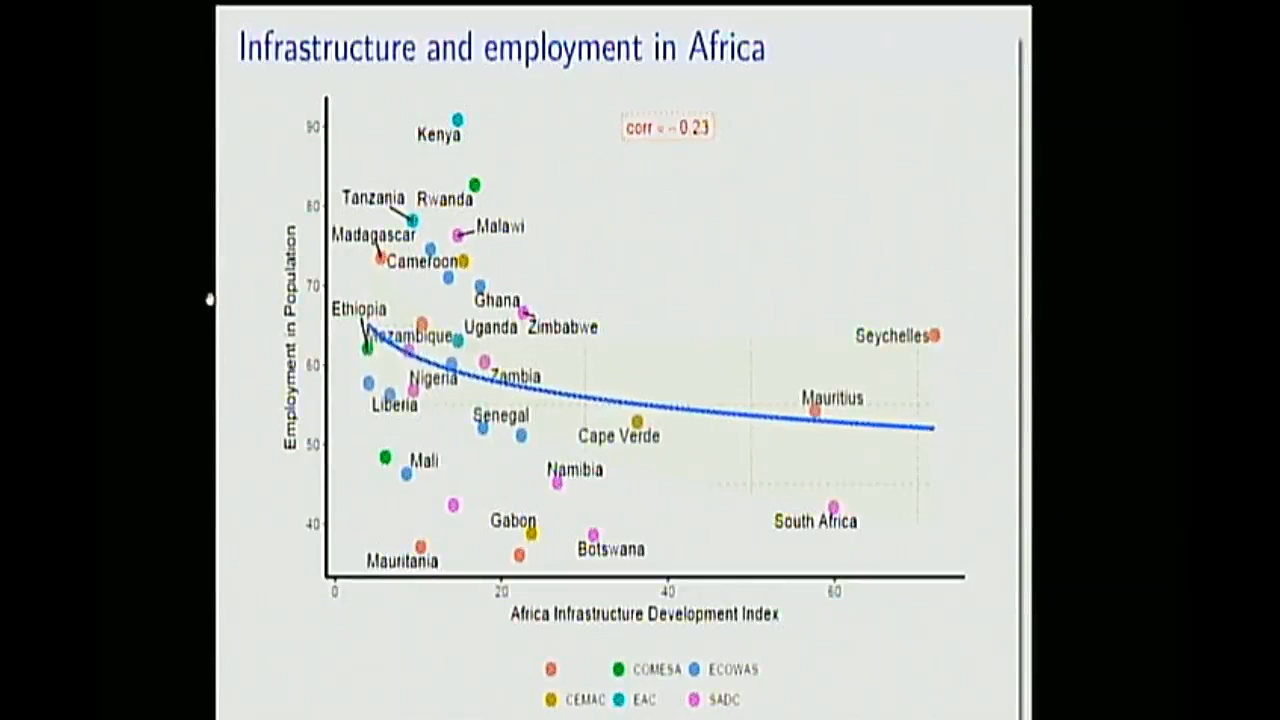 Infrastructure and employment in Africa
corr = - 0.23
90
Kenya
80
Tanzania Rwanda
Malawi
Madagascar
Cameroon
70
Ghana
Ethiopia
Uganda Zimbabwe
Mozambique
Seychelles
60
Nigeria Zambia
Liberia
Mauritius
Senegal
Cape Verde
50
Mali
Namibia
40
Gabon
South Africa
Botswana
Mauritania
Employment in Population
0 20 40 60
Africa Infrastructure Development Index
COMESA ECOWAS
CEMAC EAC SADC